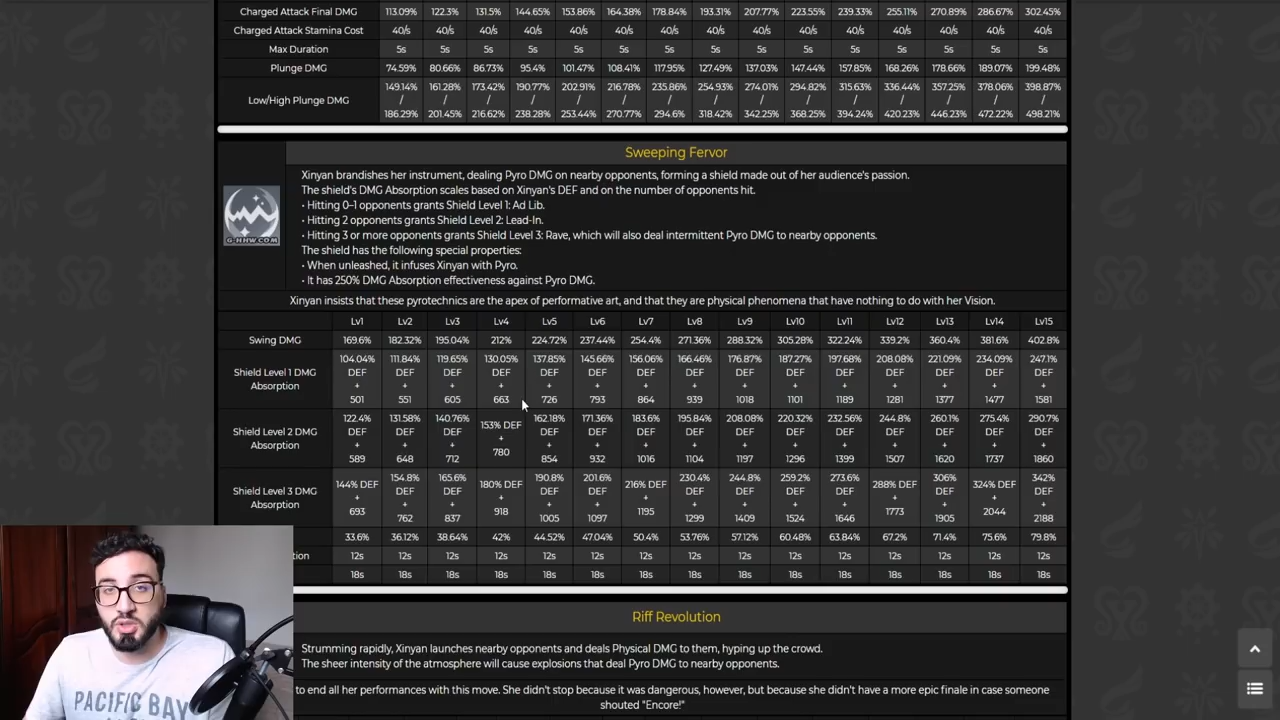 Charged Attack Final DMG 113.09% 122.3% 131.5% 144.65% 153.86% 164.38% 178.84% 193.31% 207.77% 223.55% 239.33% 255.11% 270.89% 286.67% 302.45%
Charged Attack Stamina Cost 40/s 40/s 40/s 40/s 40/s 40/s 40/s 40/s 40/s 40/s 40/s 40/s 40/s 40/s 40/s
Max Duration 5s 5s 5s 5s 5s 5s 5s 5s 5s 5s 5s 5s 5s 5s 5s
Plunge DMG 74.59% 80.66% 86.73% 95.4% 101.47% 108.41% 117.95% 127.49% 137.03% 147.44% 157.85% 168.26% 178.66% 189.07% 199.48%
149.14% 161.28% 173.42% 190.77% 202.91% 216.78% 235.86% 254.93% 274.01% 294.82% 315.63% 336.44% 357.25% 378.06% 398.87%
Low/High Plunge DMG / / / / / / / / / / / / / / /
186.29% 201.45% 216.62% 238.28% 253.44% 270.77% 294.6% 318.42% 342.25% 368.25% 394.24% 420.23% 446.23% 472.22% 498.21%
Sweeping Fervor
Xinyan brandishes her instrument, dealing Pyro DMG on nearby opponents, forming a shield made out of her audience's passion.
The shield's DMG Absorption scales based on Xinyan's DEF and on the number of opponents hit.
• Hitting 0–1 opponents grants Shield Level 1: Ad Lib.
• Hitting 2 opponents grants Shield Level 2: Lead-In.
• Hitting 3 or more opponents grants Shield Level 3: Rave, which will also deal intermittent Pyro DMG to nearby opponents.
The shield has the following special properties:
• When unleashed, it infuses Xinyan with Pyro.
• It has 250% DMG Absorption effectiveness against Pyro DMG.
G-HHW.COM
Xinyan insists that these pyrotechnics are the apex of performative art, and that they are physical phenomena that have nothing to do with her Vision.
Lv1 Lv2 Lv3 Lv4 Lv5 Lv6 Lv7 Lv8 Lv9 Lv10 Lv11 Lv12 Lv13 Lv14 Lv15
Swing DMG 169.6% 182.32% 195.04% 212% 224.72% 237.44% 254.4% 271.36% 288.32% 305.28% 322.24% 339.2% 360.4% 381.6% 402.8%
104.04% 111.84% 119.65% 130.05% 137.85% 145.66% 156.06% 166.46% 176.87% 187.27% 197.68% 208.08% 221.09% 234.09% 247.1%
Shield Level 1 DMG DEF DEF DEF DEF DEF DEF DEF DEF DEF DEF DEF DEF DEF DEF DEF
Absorption + + + + + + + + + + + + + + +
501 551 605 663 726 793 864 939 1018 1101 1189 1281 1377 1477 1581
122.4% 131.58% 140.76% 153% DEF 162.18% 171.36% 183.6% 195.84% 208.08% 220.32% 232.56% 244.8% 260.1% 275.4% 290.7%
Shield Level 2 DMG DEF DEF DEF + DEF DEF DEF DEF DEF DEF DEF DEF DEF DEF DEF
Absorption + + + 780 + + + + + + + + + + +
589 648 712 854 932 1016 1104 1197 1296 1399 1507 1620 1737 1860
144% DEF 154.8% 165.6% 180% DEF 190.8% 201.6% 216% DEF 230.4% 244.8% 259.2% 273.6% 288% DEF 306% 324% DEF 342%
Shield Level 3 DMG + DEF DEF + DEF DEF + DEF DEF DEF DEF + DEF + DEF
Absorption 693 + + 918 + + 1195 + + + + 1773 + 2044 +
762 837 1005 1097 1299 1409 1524 1646 1905 2188
33.6% 36.12% 38.64% 42% 44.52% 47.04% 50.4% 53.76% 57.12% 60.48% 63.84% 67.2% 71.4% 75.6% 79.8%
12s 12s 12s 12s 12s 12s 12s 12s 12s 12s 12s 12s 12s 12s 12s
18s 18s 18s 18s 18s 18s 18s 18s 18s 18s 18s 18s 18s 18s 18s
Riff Revolution
Strumming rapidly, Xinyan launches nearby opponents and deals Physical DMG to them, hyping up the crowd.
The sheer intensity of the atmosphere will cause explosions that deal Pyro DMG to nearby opponents.
to end all her performances with this move. She didn't stop because it was dangerous, however, but because she didn't have a more epic finale in case someone
shouted "Encore!"
PACIFIC BAY